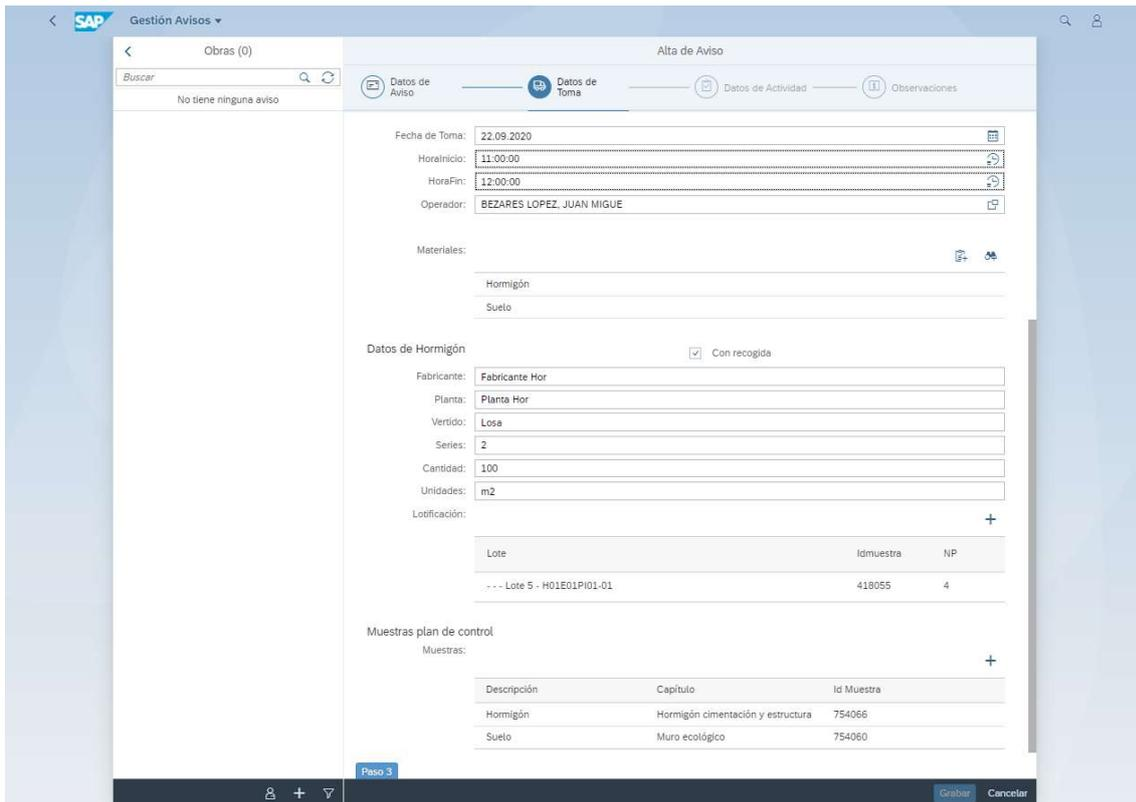 SAP Gestión Avisos
Obras (0)
Alta de Aviso
Buscar
No tiene ninguna aviso
Datos de
Aviso
Datos de
Toma
Datos de Actividad
Observaciones
Fecha de Toma: 22.09.2020
HoraInicio: 11:00:00
HoraFin: 12:00:00
Operador: BEZARES LOPEZ, JUAN MIGUE
Materiales:
Hormigón
Suelo
Datos de Hormigón
Con recogida
Fabricante: Fabricante Hor
Planta: Planta Hor
Vertido: Losa
Series: 2
Cantidad: 100
Unidades: m2
Lotificación:
Lote Idmuestra NP
- - - Lote 5 - H01E01PI01-01 418055 4
Muestras plan de control
Muestras:
Descripción Capítulo Id Muestra
Hormigón Hormigón cimentación y estructura 754066
Suelo Muro ecológico 754060
Paso 3
Grabar Cancelar